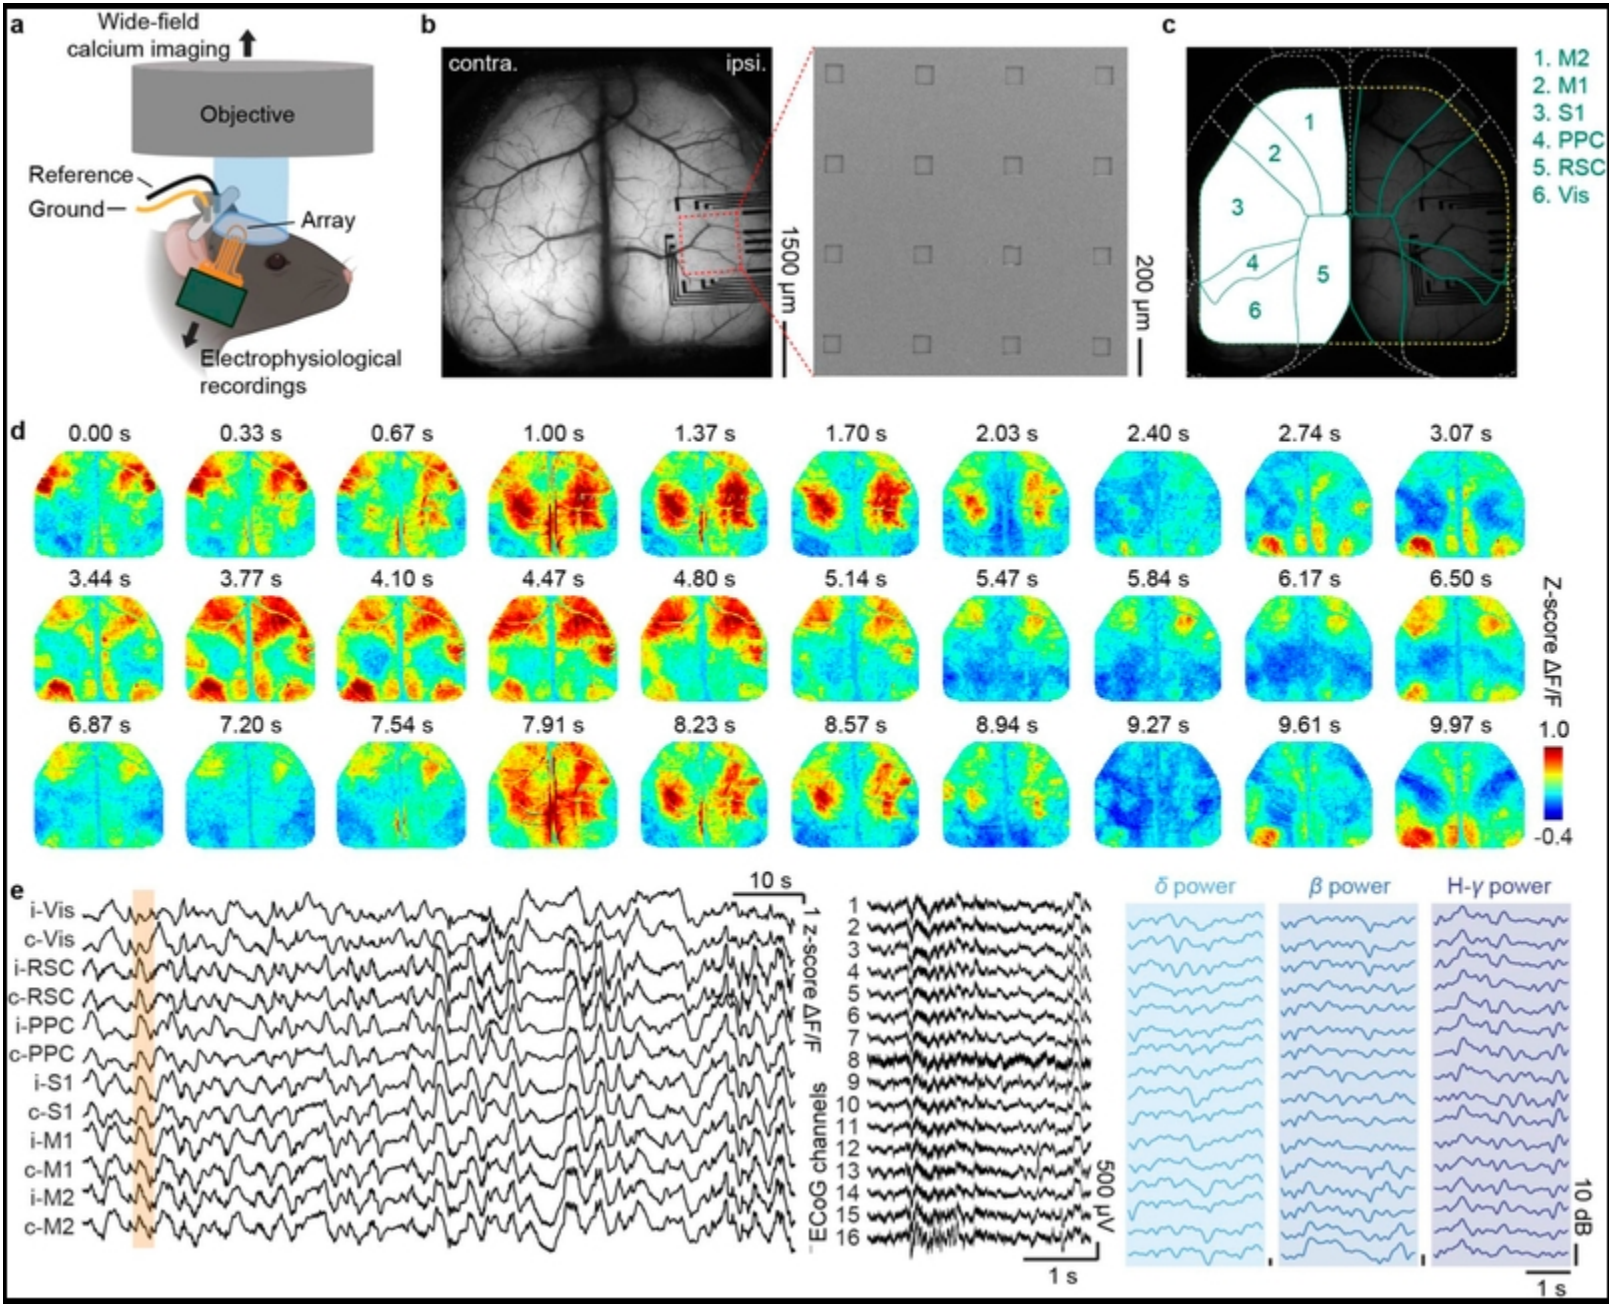 a
Wide-field
calcium imaging
Objective
Reference
Ground
Array
Electrophysiological
recordings
b
contra.
ipsi.
1500 µm
200 µm
c
1
2
3
4
5
6
1. M2
2. M1
3. S1
4. PPC
5. RSC
6. Vis
d
0.00 s 0.33 s 0.67 s 1.00 s 1.37 s 1.70 s 2.03 s 2.40 s 2.74 s 3.07 s
3.44 s 3.77 s 4.10 s 4.47 s 4.80 s 5.14 s 5.47 s 5.84 s 6.17 s 6.50 s
6.87 s 7.20 s 7.54 s 7.91 s 8.23 s 8.57 s 8.94 s 9.27 s 9.61 s 9.97 s
Z-score ΔF/F
1.0
-0.4
e
i-Vis
c-Vis
i-RSC
c-RSC
i-PPC
c-PPC
i-S1
c-S1
i-M1
c-M1
i-M2
c-M2
10 s
1 z-score ΔF/F
ECoG channels
1
2
3
4
5
6
7
8
9
10
11
12
13
14
15
16
500 µV
1 s
δ power
β power
H-γ power
10 dB
1 s